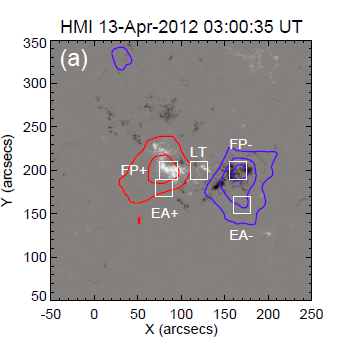 HMI 13-Apr-2012 03:00:35 UT
(a)
350
300
250
200
150
100
50
Y (arcsecs)
FP+
LT
FP-
EA+
EA-
-50 0 50 100 150 200 250
X (arcsecs)